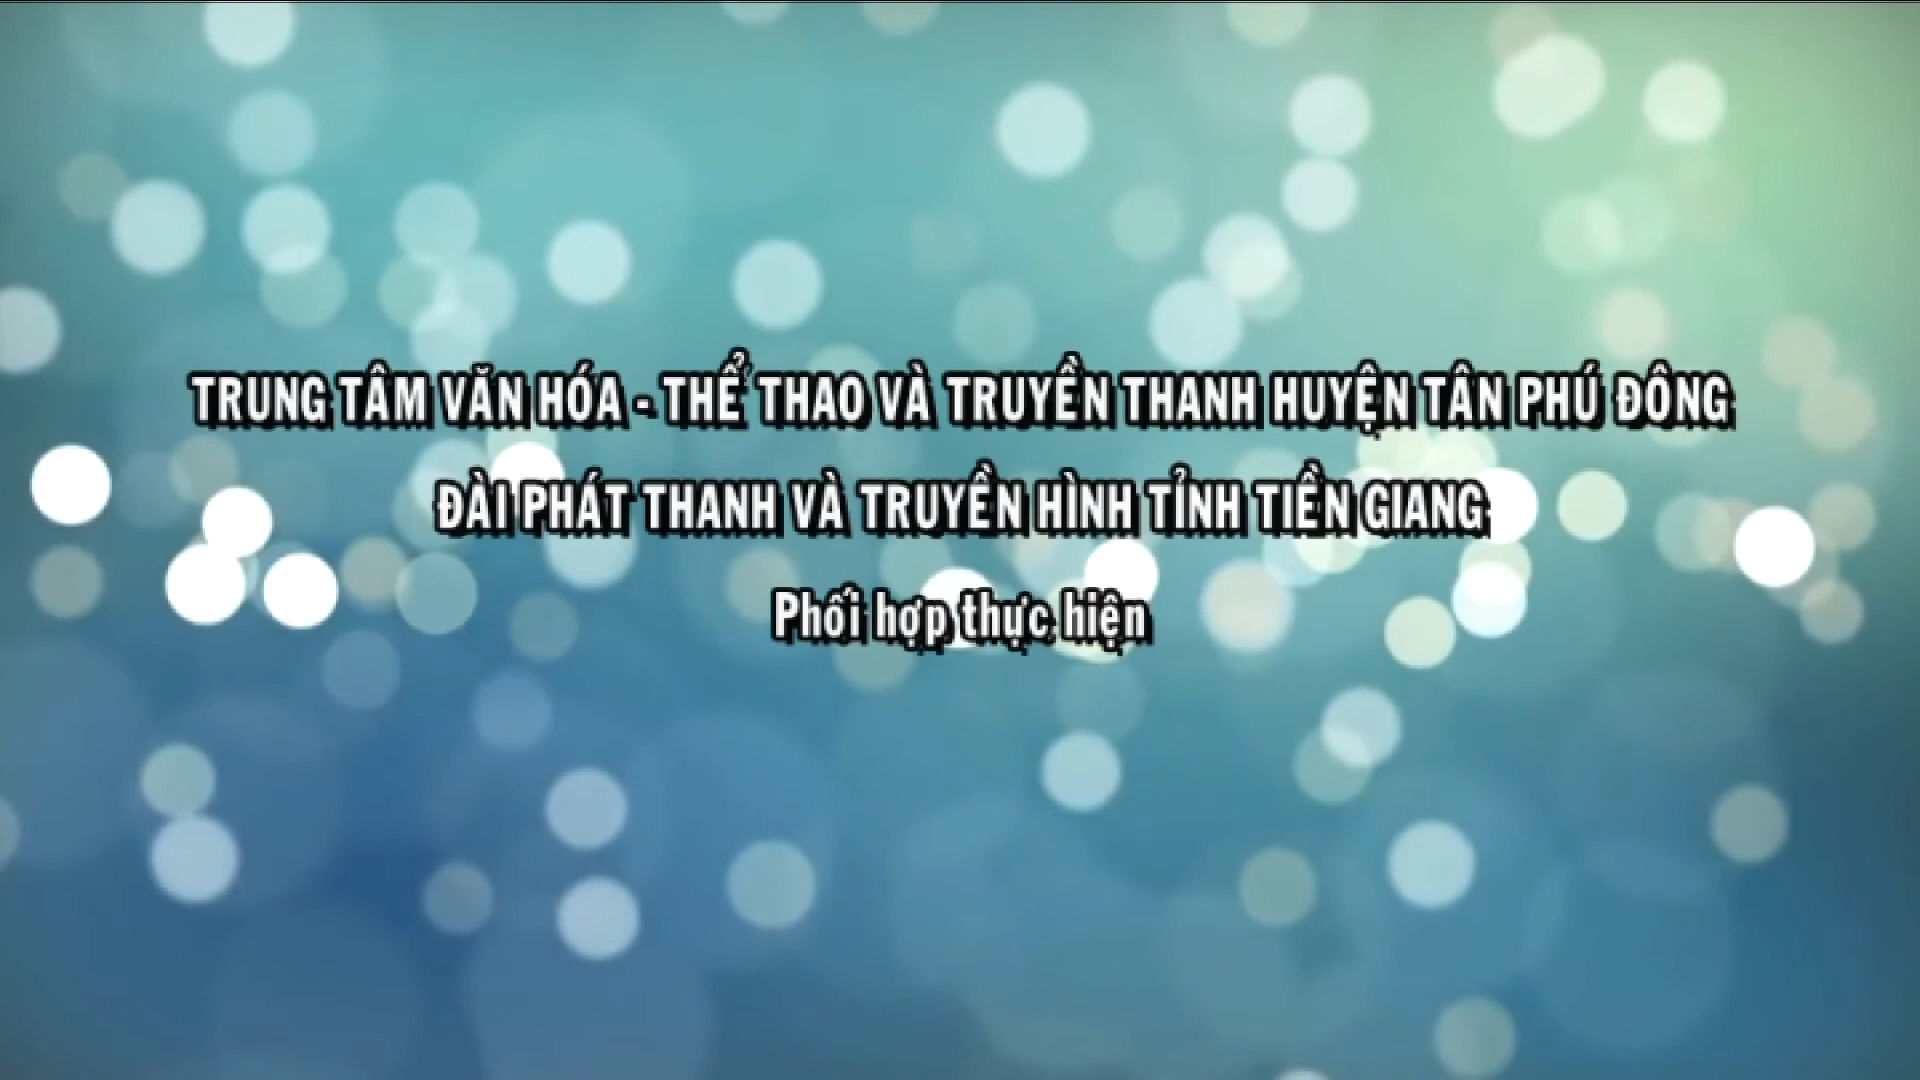 TRUNG TÂM VĂN HÓA - THỂ THAO VÀ TRUYỀN THANH HUYỆN TÂN PHÚ ĐÔNG
ĐÀI PHÁT THANH VÀ TRUYỀN HÌNH TỈNH TIỀN GIANG
Phối hợp thực hiện